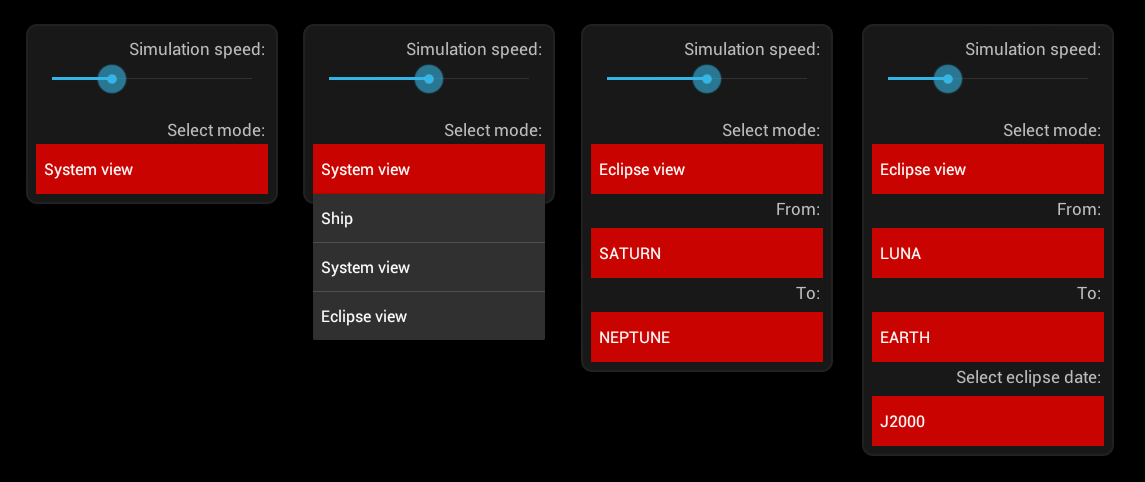 Simulation speed:
Select mode:
System view
Simulation speed:
Select mode:
System view
Ship
System view
Eclipse view
Simulation speed:
Select mode:
Eclipse view
From:
SATURN
To:
NEPTUNE
Simulation speed:
Select mode:
Eclipse view
From:
LUNA
To:
EARTH
Select eclipse date:
J2000